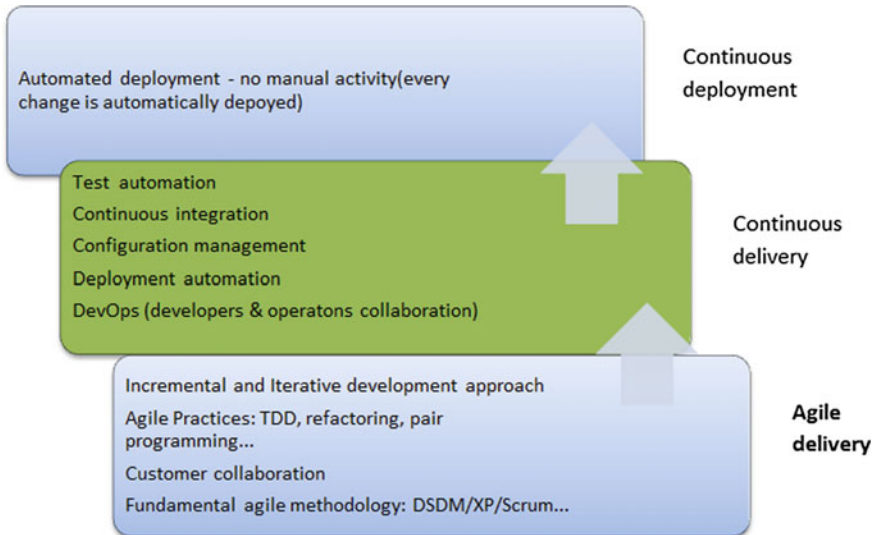 Automated deployment - no manual activity(every
change is automatically depoyed)
Continuous
deployment
Test automation
Continuous integration
Configuration management
Deployment automation
DevOps (developers & operatons collaboration)
Continuous
delivery
Incremental and Iterative development approach
Agile Practices: TDD, refactoring, pair
programming...
Customer collaboration
Fundamental agile methodology: DSDM/XP/Scrum...
Agile
delivery